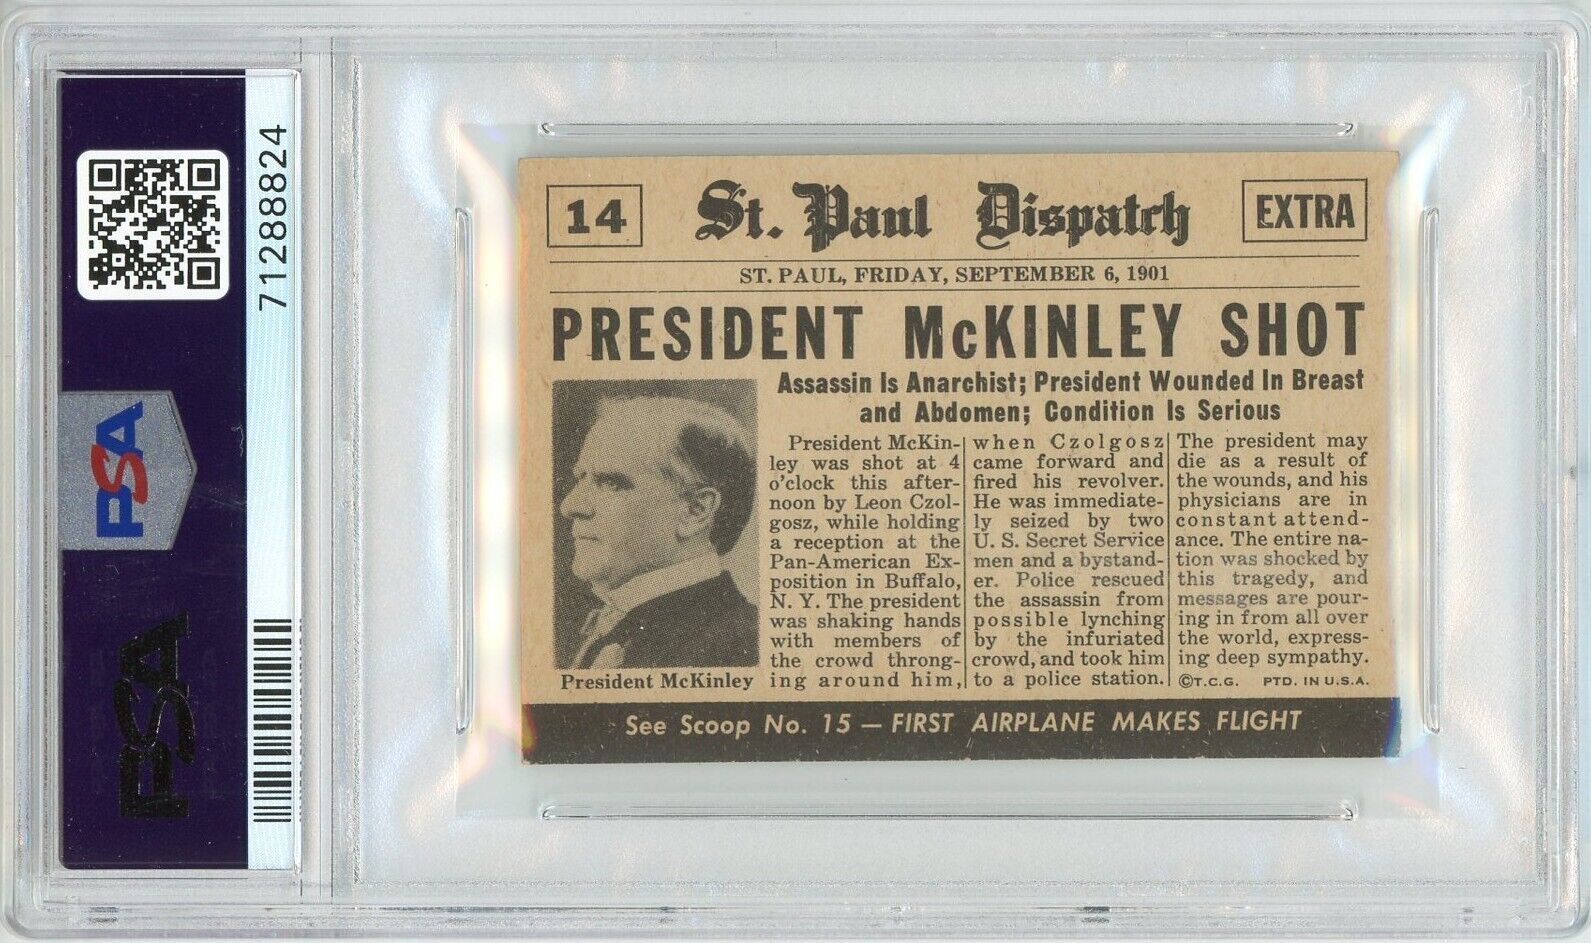 71288824
PSA
PSA
14
St. Paul Dispatch
EXTRA
ST. PAUL, FRIDAY, SEPTEMBER 6, 1901
PRESIDENT McKINLEY SHOT
Assassin Is Anarchist; President Wounded In Breast
and Abdomen; Condition Is Serious
President McKinley
President McKin-
ley was shot at 4
o'clock this after-
noon by Leon Czol-
gosz, while holding
a reception at the
Pan-American Ex-
position in Buffalo,
N. Y. The president
was shaking hands
with members of
the crowd throng-
ing around him,
when Czolgosz
came forward and
fired his revolver.
He was immediate-
ly seized by two
U. S. Secret Service
men and a bystand-
er. Police rescued
the assassin from
possible lynching
by the infuriated
crowd, and took him
to a police station.
The president may
die as a result of
the wounds, and his
physicians are in
constant attend-
ance. The entire na-
tion was shocked by
this tragedy, and
messages are pour-
ing in from all over
the world, express-
ing deep sympathy.
©T.C.G. PTD. IN U.S.A.
See Scoop No. 15 — FIRST AIRPLANE MAKES FLIGHT